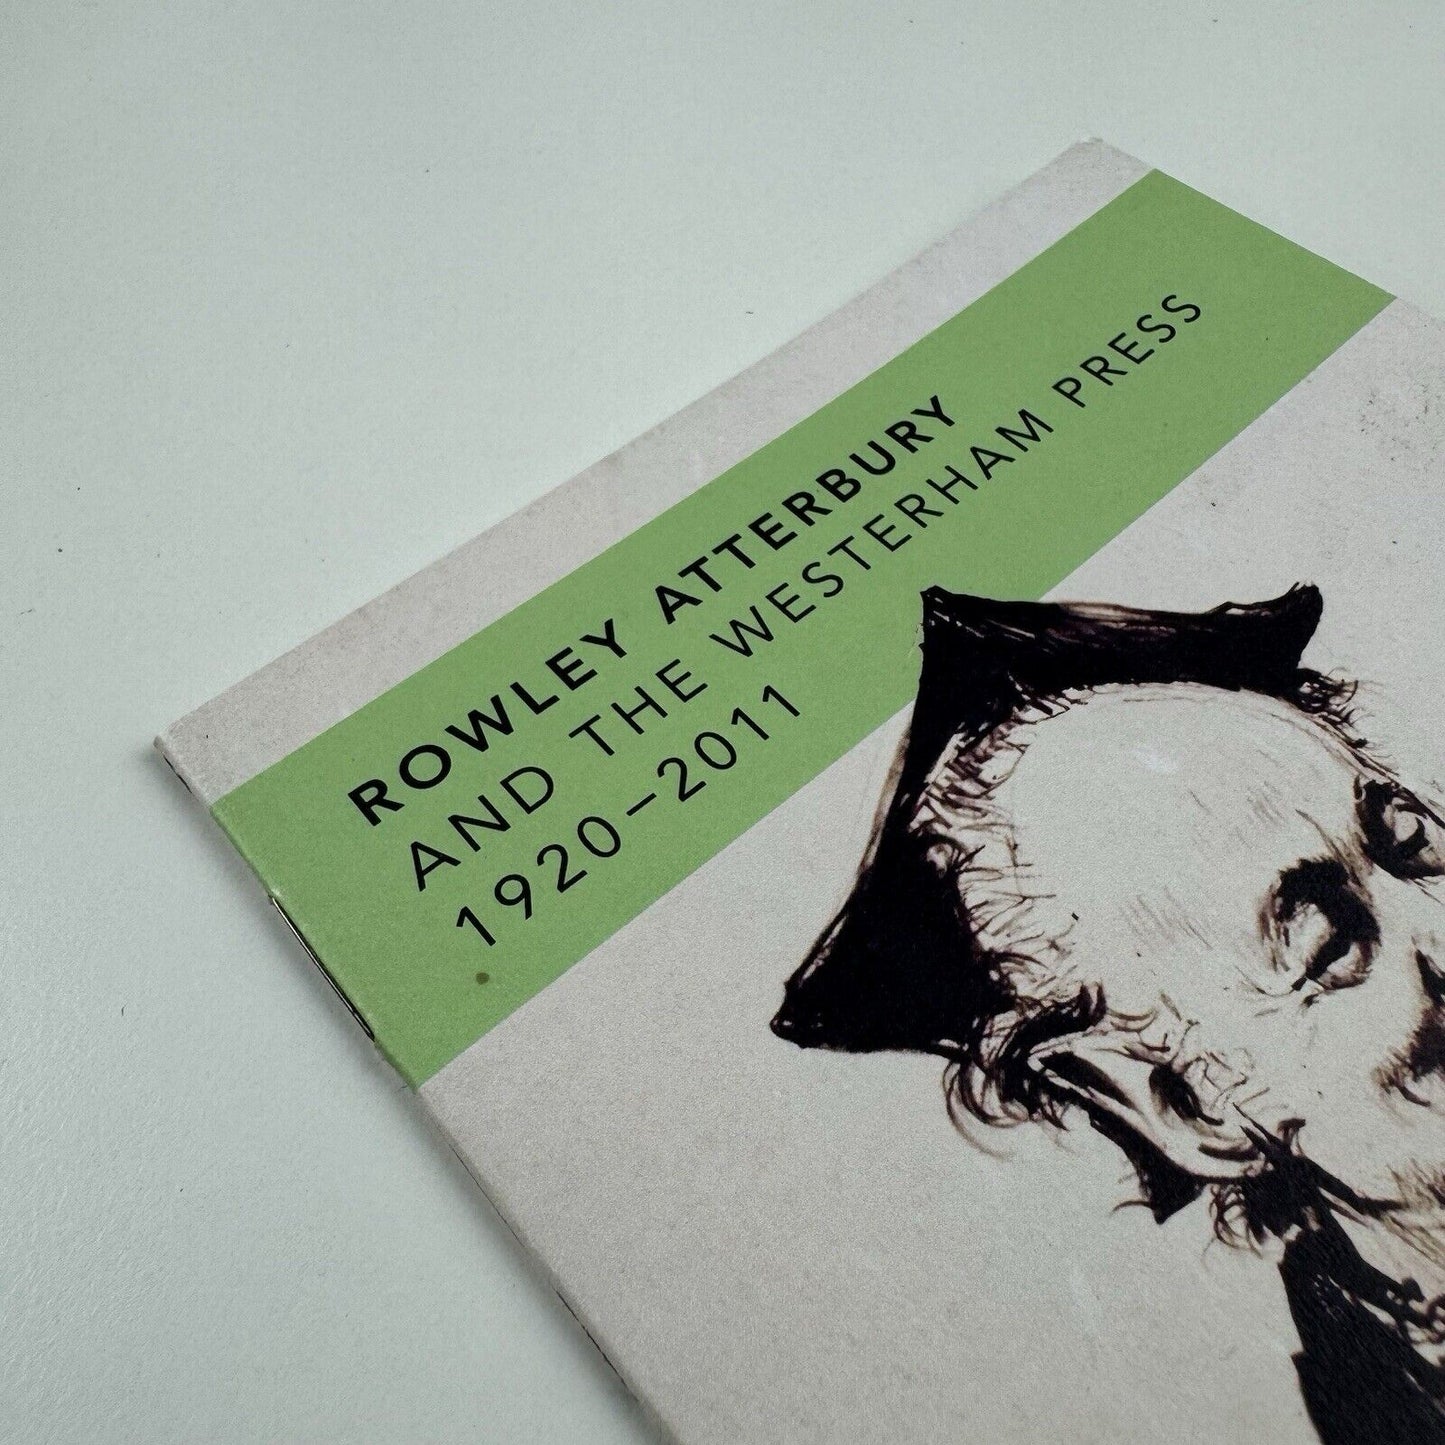 ROWLEY ATTERBURY
AND THE WESTERHAM PRESS
1920–2011